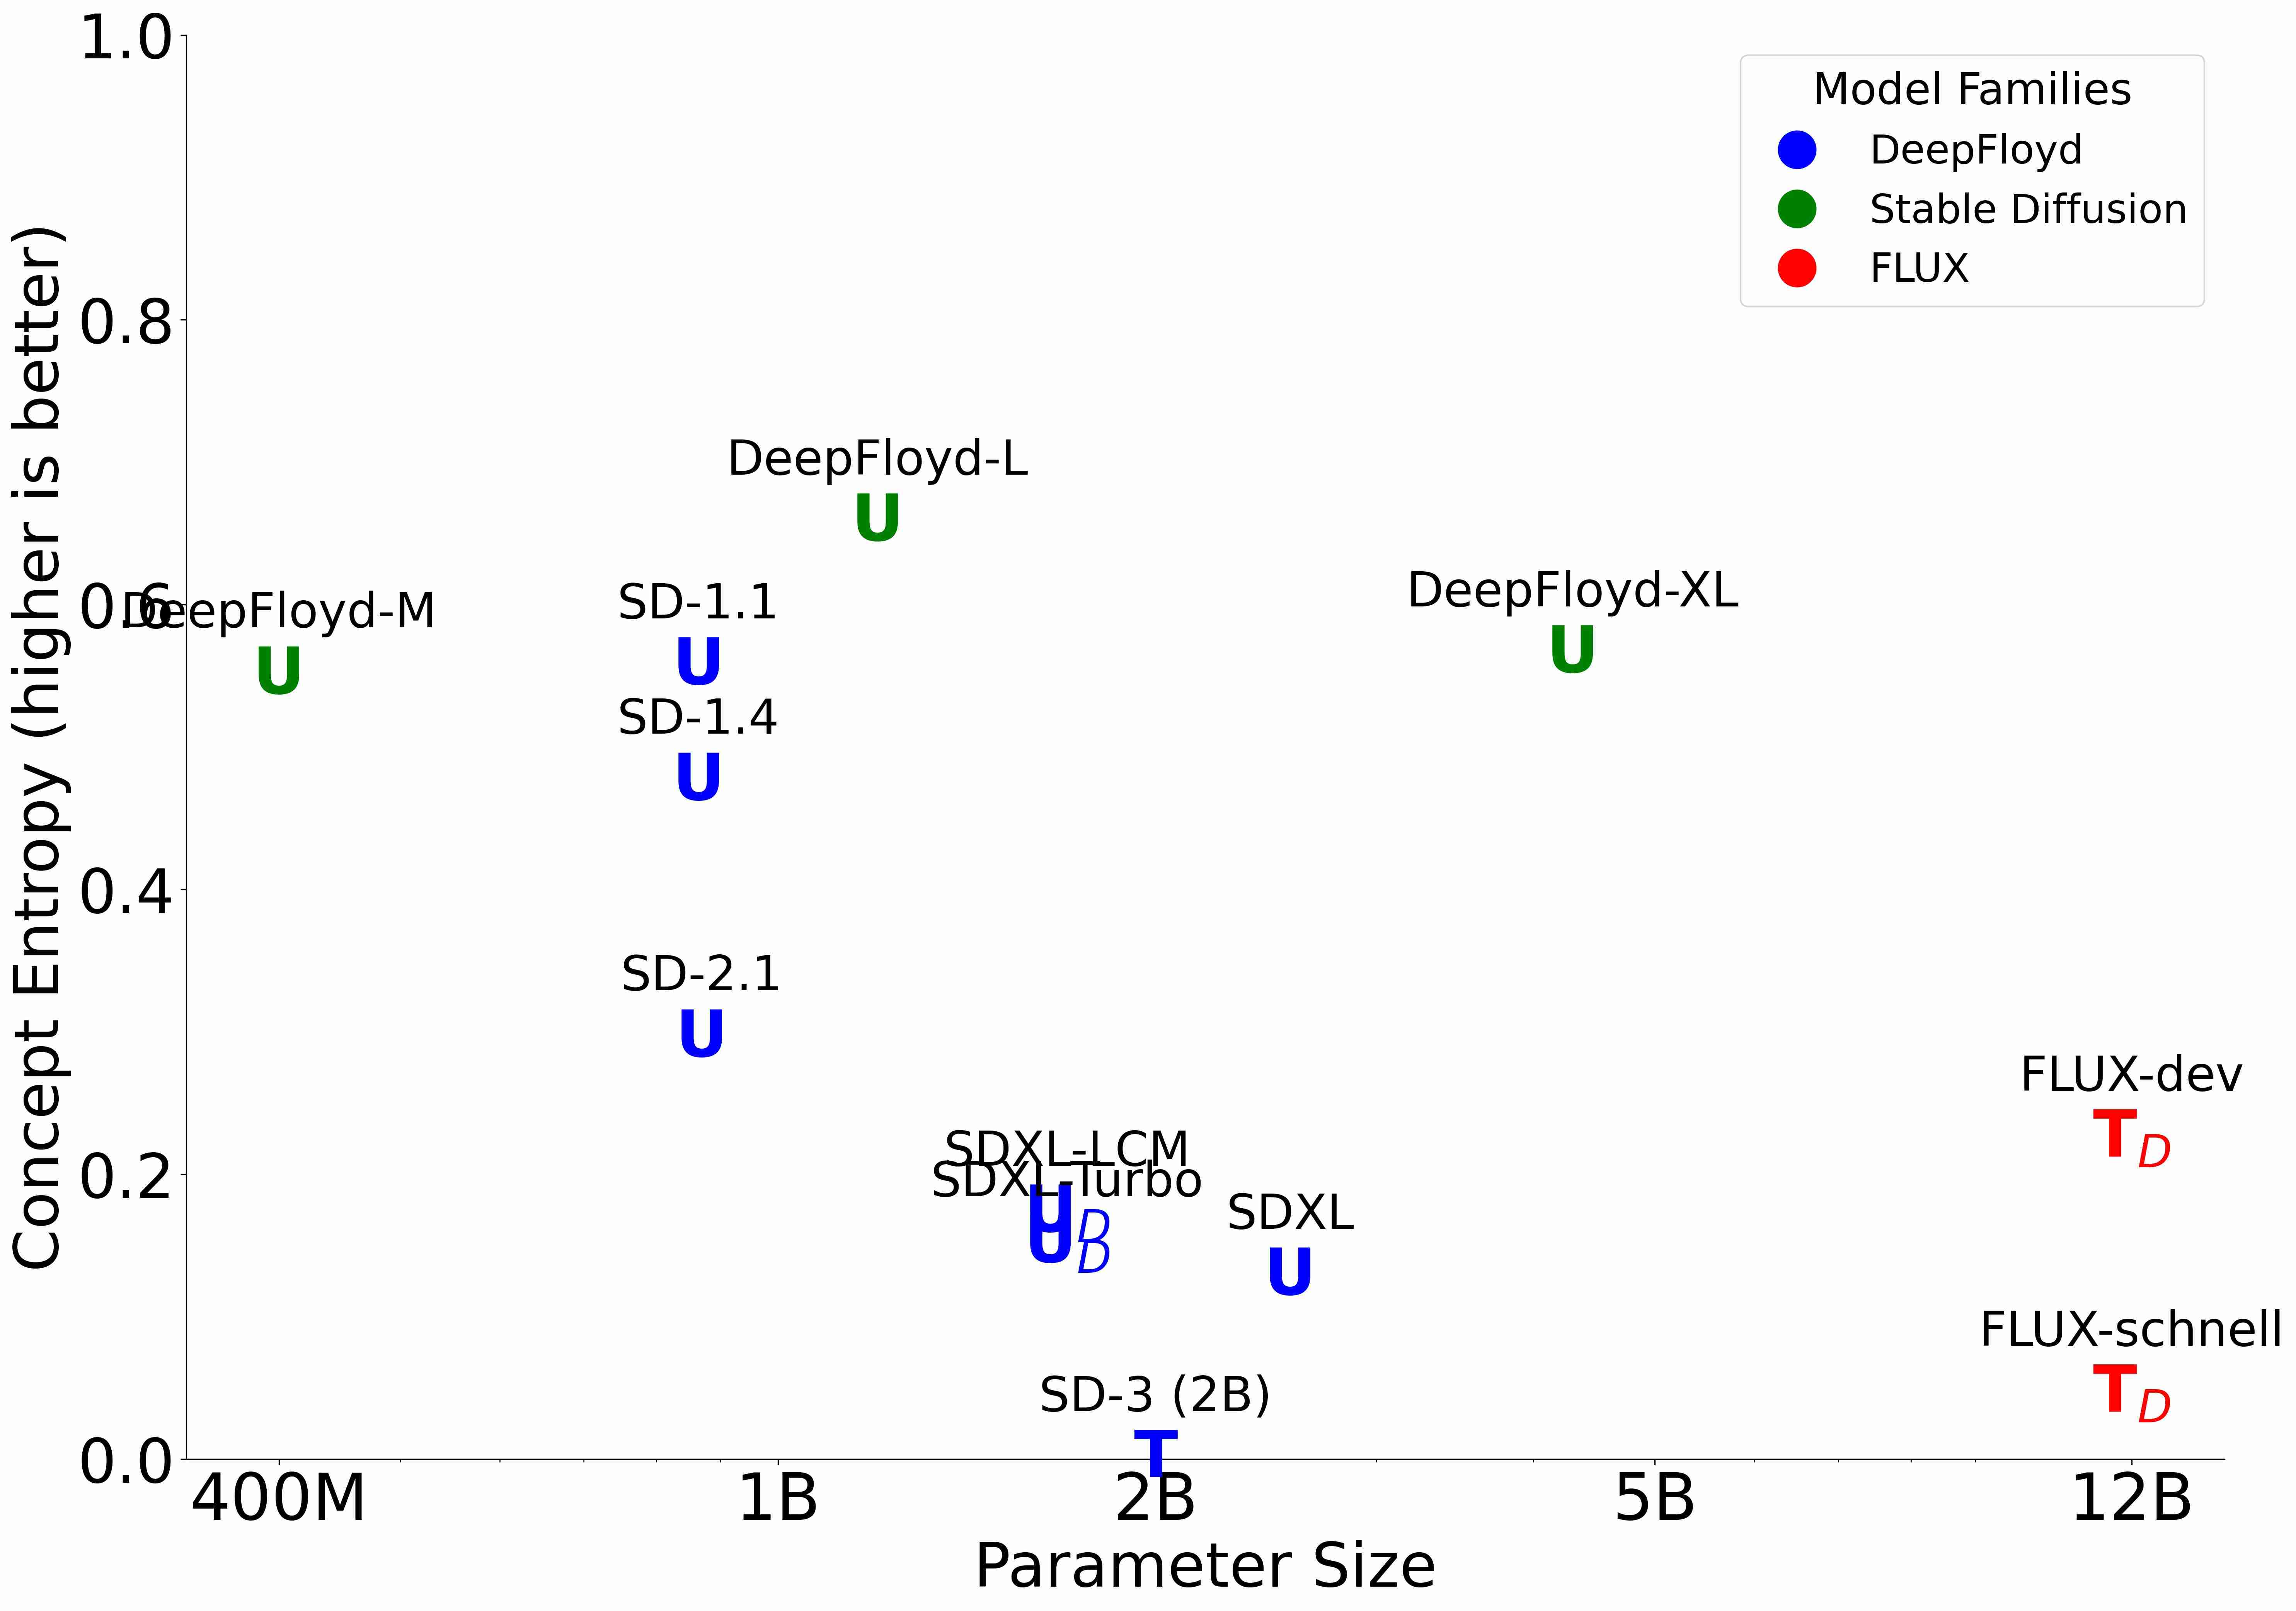 Concept Entropy (higher is better)
1.0
0.8
0.6
0.4
0.2
0.0
Model Families
DeepFloyd
Stable Diffusion
FLUX
DeepFloyd-L
U
DeepFloyd-M
U
SD-1.1
U
DeepFloyd-XL
U
SD-1.4
U
SD-2.1
U
FLUX-dev
T D
SDXL-LCM
U D
SDXL-Turbo
U D
SDXL
U
FLUX-schnell
T D
SD-3 (2B)
T
400M 1B 2B 5B 12B
Parameter Size